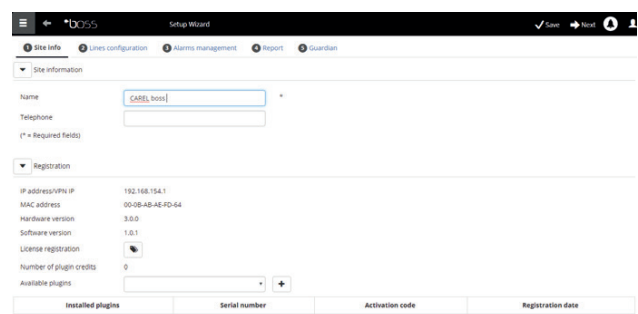 boss Setup Wizard Save Next
1 Site info 2 Lines configuration 3 Alarms management 4 Report 5 Guardian
Site information
Name CAREL boss *
Telephone
(* = Required fields)
Registration
IP address/VPN IP 192.168.154.1
MAC address 00-0B-AB-AE-FD-64
Hardware version 3.0.0
Software version 1.0.1
License registration
Number of plugin credits 0
Available plugins
Installed plugins Serial number Activation code Registration date